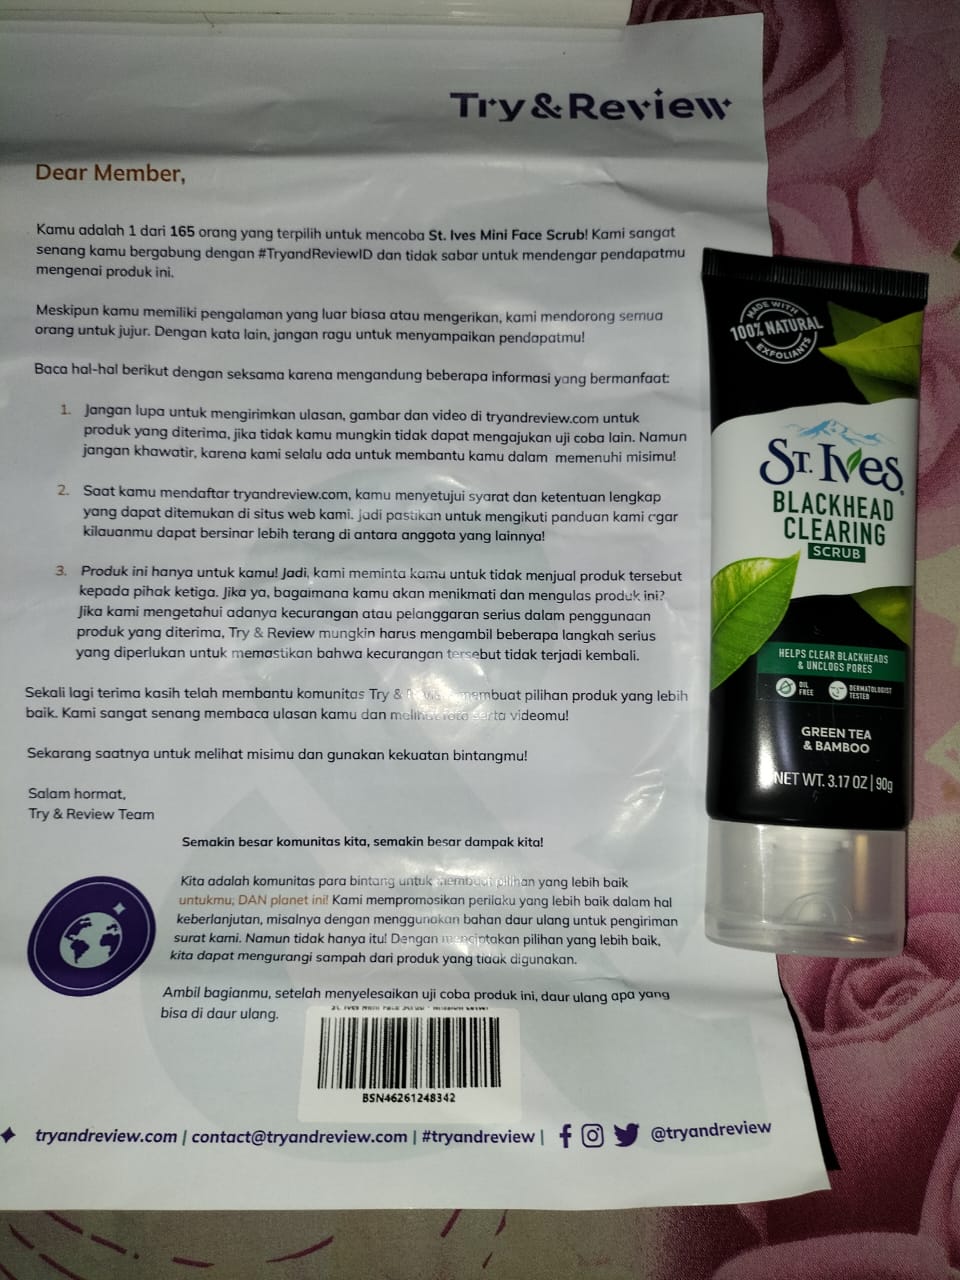 Try&Review
Dear Member,
Kamu adalah 1 dari 165 orang yang terpilih untuk mencoba St. Ives Mini Face Scrub! Kami sangat
senang kamu bergabung dengan #TryandReviewID dan tidak sabar untuk mendengar pendapatmu
mengenai produk ini.
Meskipun kamu memiliki pengalaman yang luar biasa atau mengerikan, kami mendorong semua
orang untuk jujur. Dengan kata lain, jangan ragu untuk menyampaikan pendapatmu!
Baca hal-hal berikut dengan seksama karena mengandung beberapa informasi yang bermanfaat:
1. Jangan lupa untuk mengirimkan ulasan, gambar dan video di tryandreview.com untuk
produk yang diterima, jika tidak kamu mungkin tidak dapat mengajukan uji coba lain. Namun
jangan khawatir, karena kami selalu ada untuk membantu kamu dalam memenuhi misimu!
2. Saat kamu mendaftar tryandreview.com, kamu menyetujui syarat dan ketentuan lengkap
yang dapat ditemukan di situs web kami. Jadi pastikan untuk mengikuti panduan kami agar
kilauanmu dapat bersinar lebih terang di antara anggota yang lainnya!
3. Produk ini hanya untuk kamu! Jadi, kami meminta kamu untuk tidak menjual produk tersebut
kepada pihak ketiga. Jika ya, bagaimana kamu akan menikmati dan mengulas produk ini?
Jika kami mengetahui adanya kecurangan atau pelanggaran serius dalam penggunaan
produk yang diterima, Try & Review mungkin harus mengambil beberapa langkah serius
yang diperlukan untuk memastikan bahwa kecurangan tersebut tidak terjadi kembali.
Sekali lagi terima kasih telah membantu komunitas Try & membuat pilihan produk yang lebih
baik. Kami sangat senang membaca ulasan kamu dan melihat foto serta videomu!
Sekarang saatnya untuk melihat misimu dan gunakan kekuatan bintangmu!
Salam hormat,
Try & Review Team
Semakin besar komunitas kita, semakin besar dampak kita!
Kita adalah komunitas para bintang untuk membuat pilihan yang lebih baik
untukmu, DAN planet ini! Kami mempromosikan perilaku yang lebih baik dalam hal
keberlanjutan, misalnya dengan menggunakan bahan daur ulang untuk pengiriman
surat kami. Namun tidak hanya itu! Dengan menciptakan pilihan yang lebih baik,
kita dapat mengurangi sampah dari produk yang tidak digunakan.
Ambil bagianmu, setelah menyelesaikan uji coba produk ini, daur ulang apa yang
bisa di daur ulang.
BSN46261248342
tryandreview.com | contact@tryandreview.com | #tryandreview | @tryandreview
MADE WITH
100% NATURAL
EXFOLIANTS
ST. IVES
BLACKHEAD
CLEARING
SCRUB
HELPS CLEAR BLACKHEADS
& UNCLOGS PORES
OIL
FREE
DERMATOLOGIST
TESTED
GREEN TEA
& BAMBOO
NET WT. 3.17 OZ | 90g